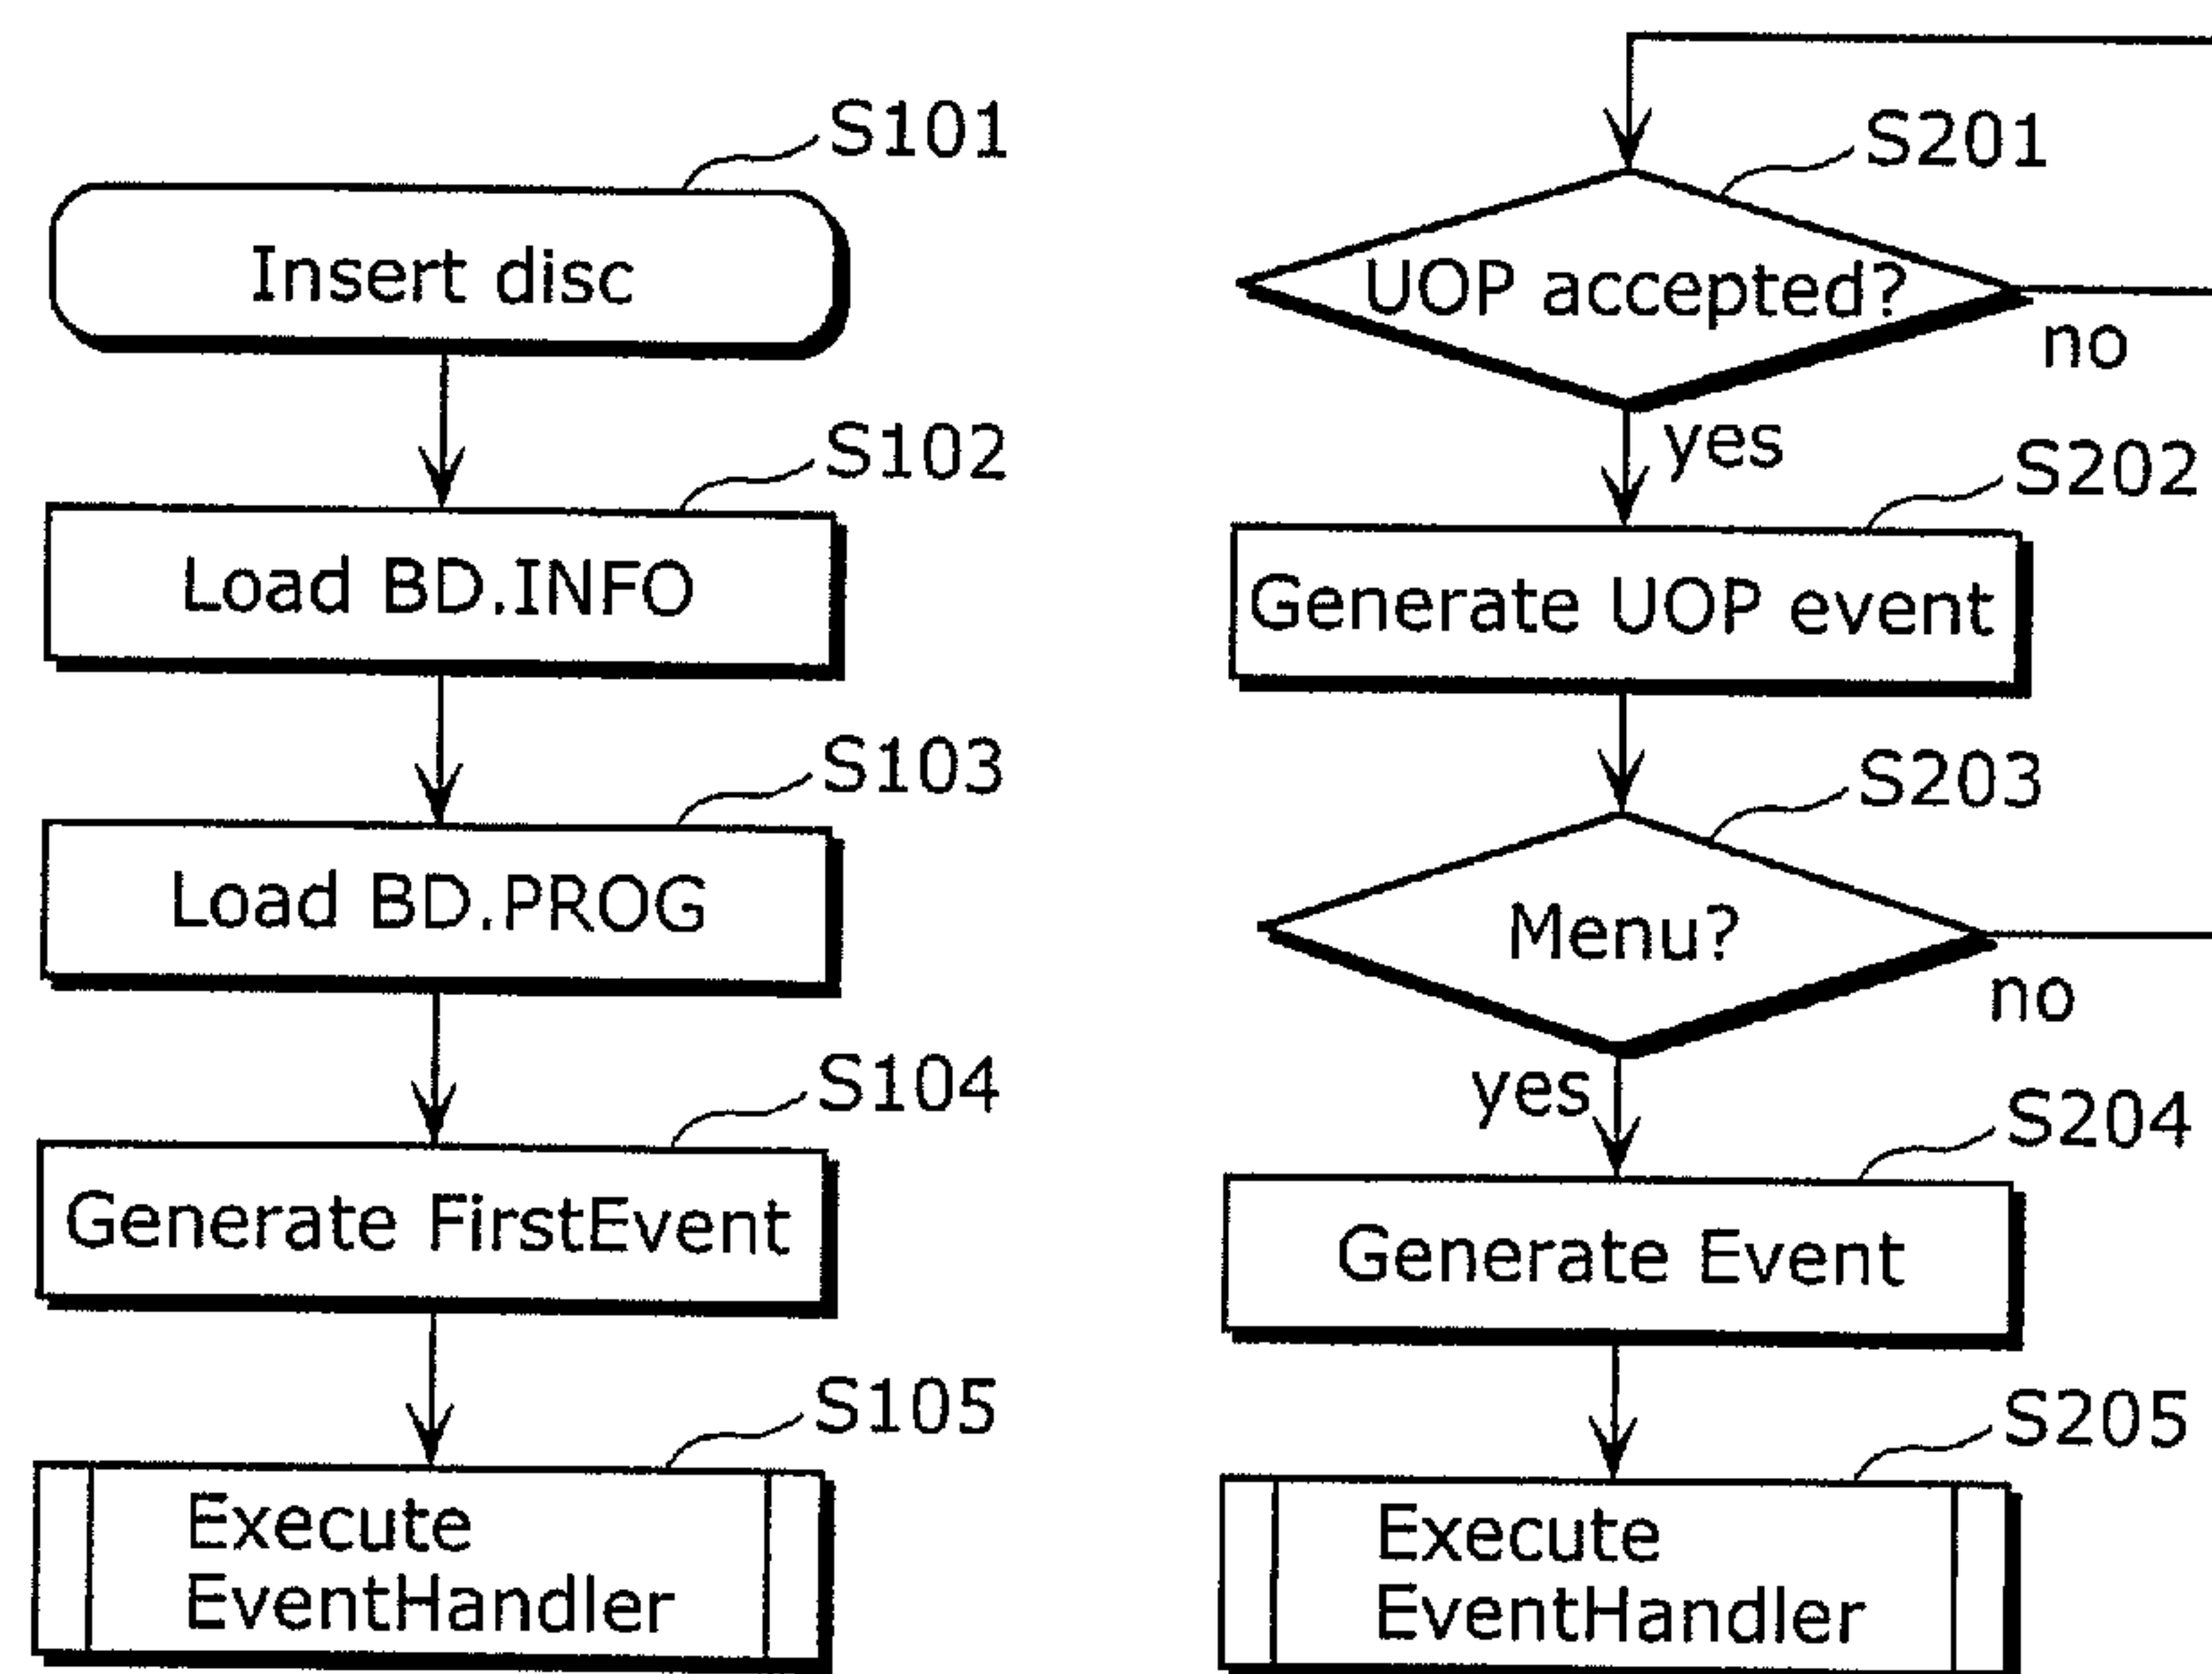 S101
Insert disc
S102
Load BD.INFO
S103
Load BD.PROG
S104
Generate FirstEvent
S105
Execute
EventHandler
S201
UOP accepted?
no
yes
S202
Generate UOP event
S203
Menu?
no
yes
S204
Generate Event
S205
Execute
EventHandler